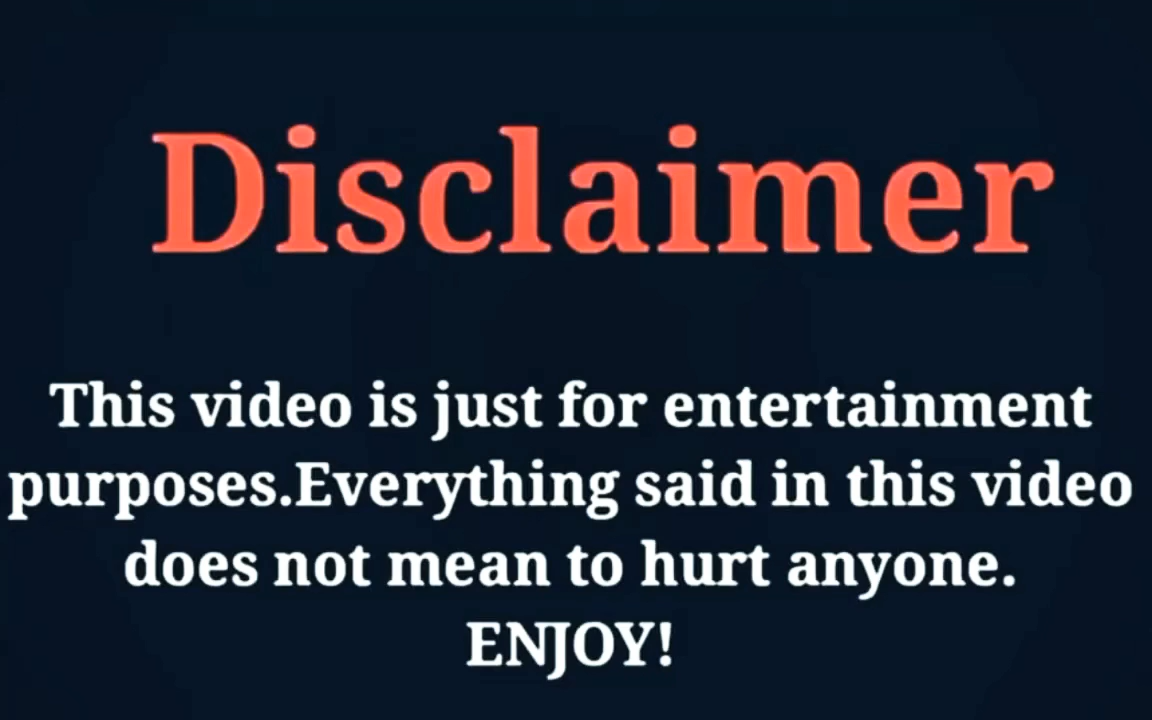 Disclaimer
This video is just for entertainment
purposes.Everything said in this video
does not mean to hurt anyone.
ENJOY!